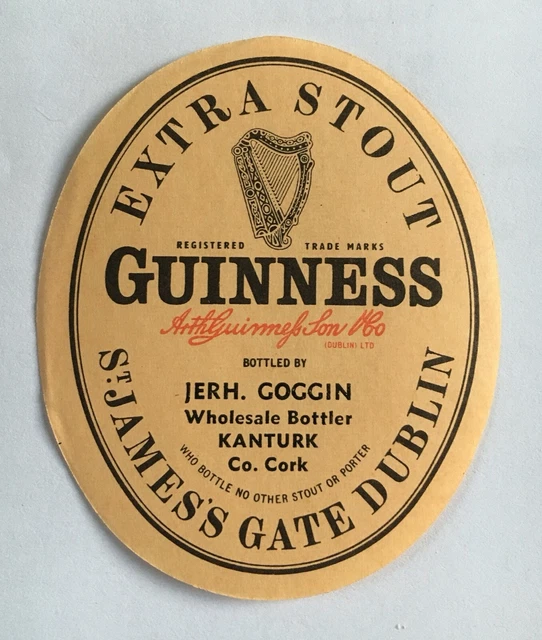 EXTRA STOUT
REGISTERED TRADE MARKS
GUINNESS
Arth Guinness Son & Co
(DUBLIN) LTD
BOTTLED BY
JERH. GOGGIN
Wholesale Bottler
KANTURK
Co. Cork
WHO BOTTLE NO OTHER STOUT OR PORTER
ST. JAMES'S GATE DUBLIN